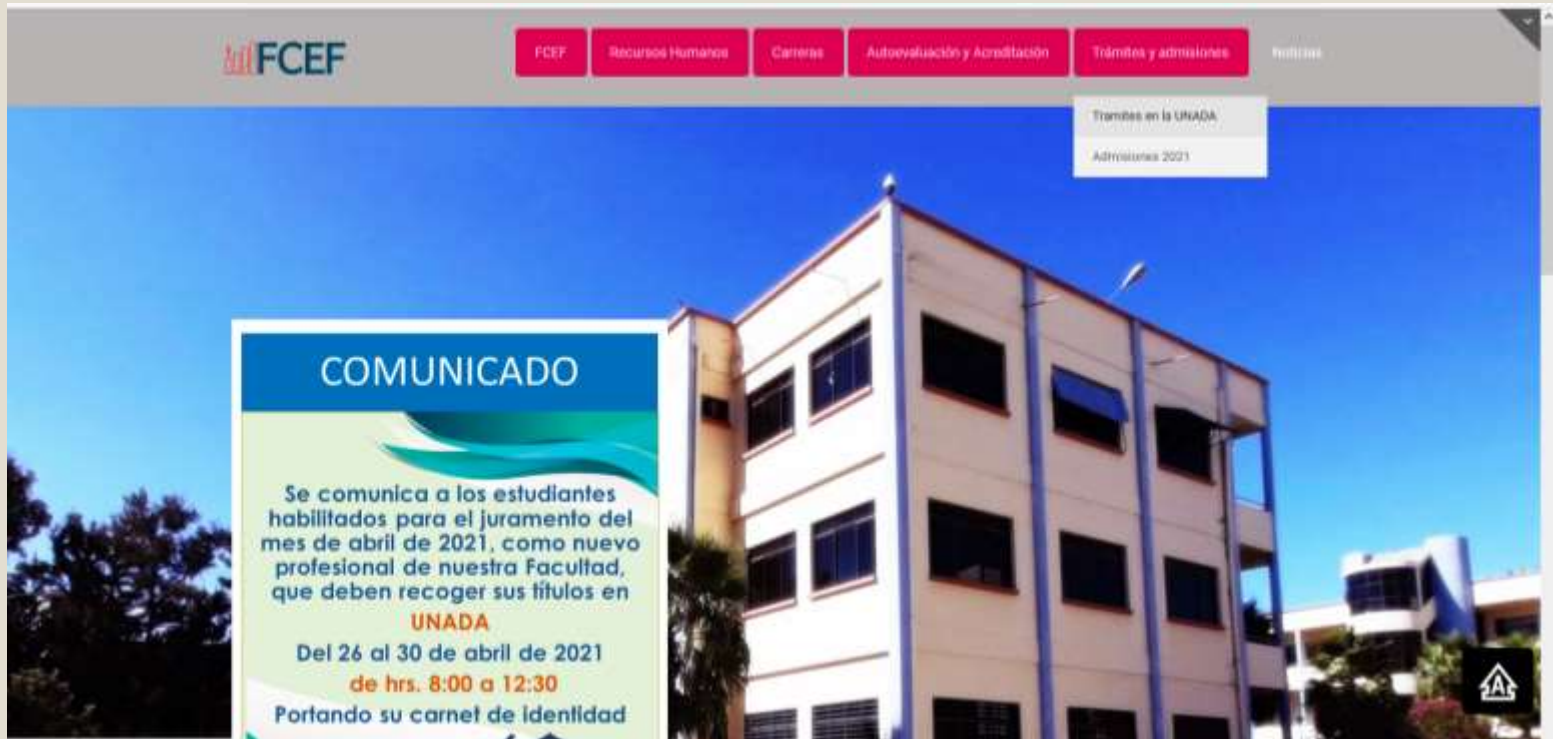 FCEF
FCEF
Recursos Humanos
Carreras
Autoevaluación y Acreditación
Trámites y admisiones
Noticias
Tramites en la UNADA
Admisiones 2021
COMUNICADO
Se comunica a los estudiantes
habilitados para el juramento del
mes de abril de 2021, como nuevo
profesional de nuestra Facultad,
que deben recoger sus títulos en
UNADA
Del 26 al 30 de abril de 2021
de hrs. 8:00 a 12:30
Portando su carnet de identidad
A